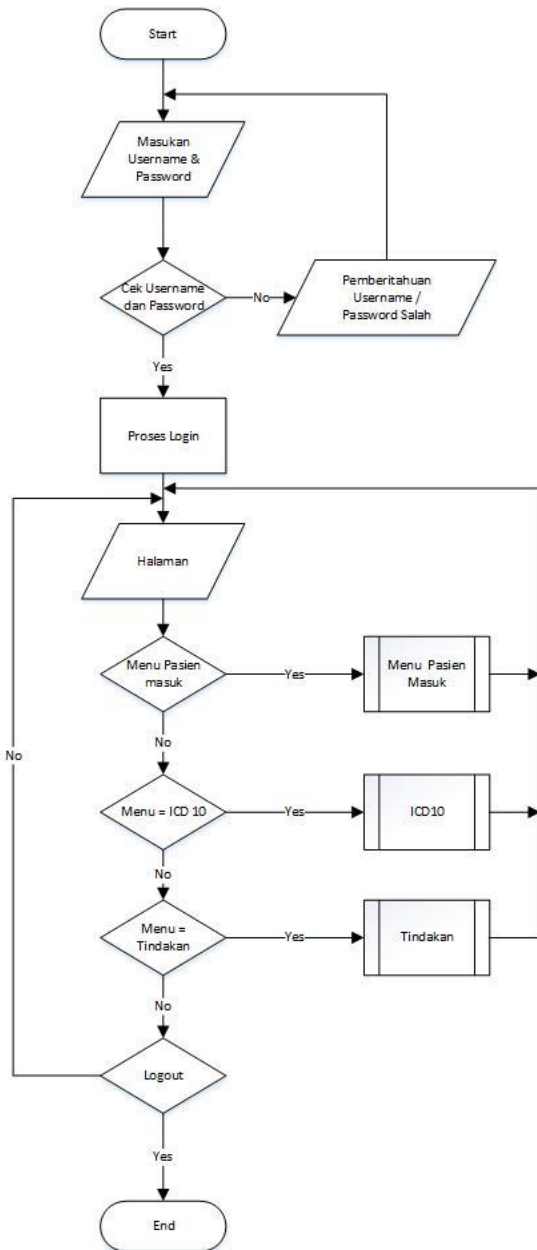 Start
Masukan
Username &
Password
Cek Username
dan Password
No
Pemberitahuan
Username /
Password Salah
Yes
Proses Login
Halaman
Menu Pasien
masuk
Yes
Menu Pasien
Masuk
No
No
Menu = ICD 10
Yes
ICD10
No
Menu =
Tindakan
Yes
Tindakan
No
Logout
Yes
End